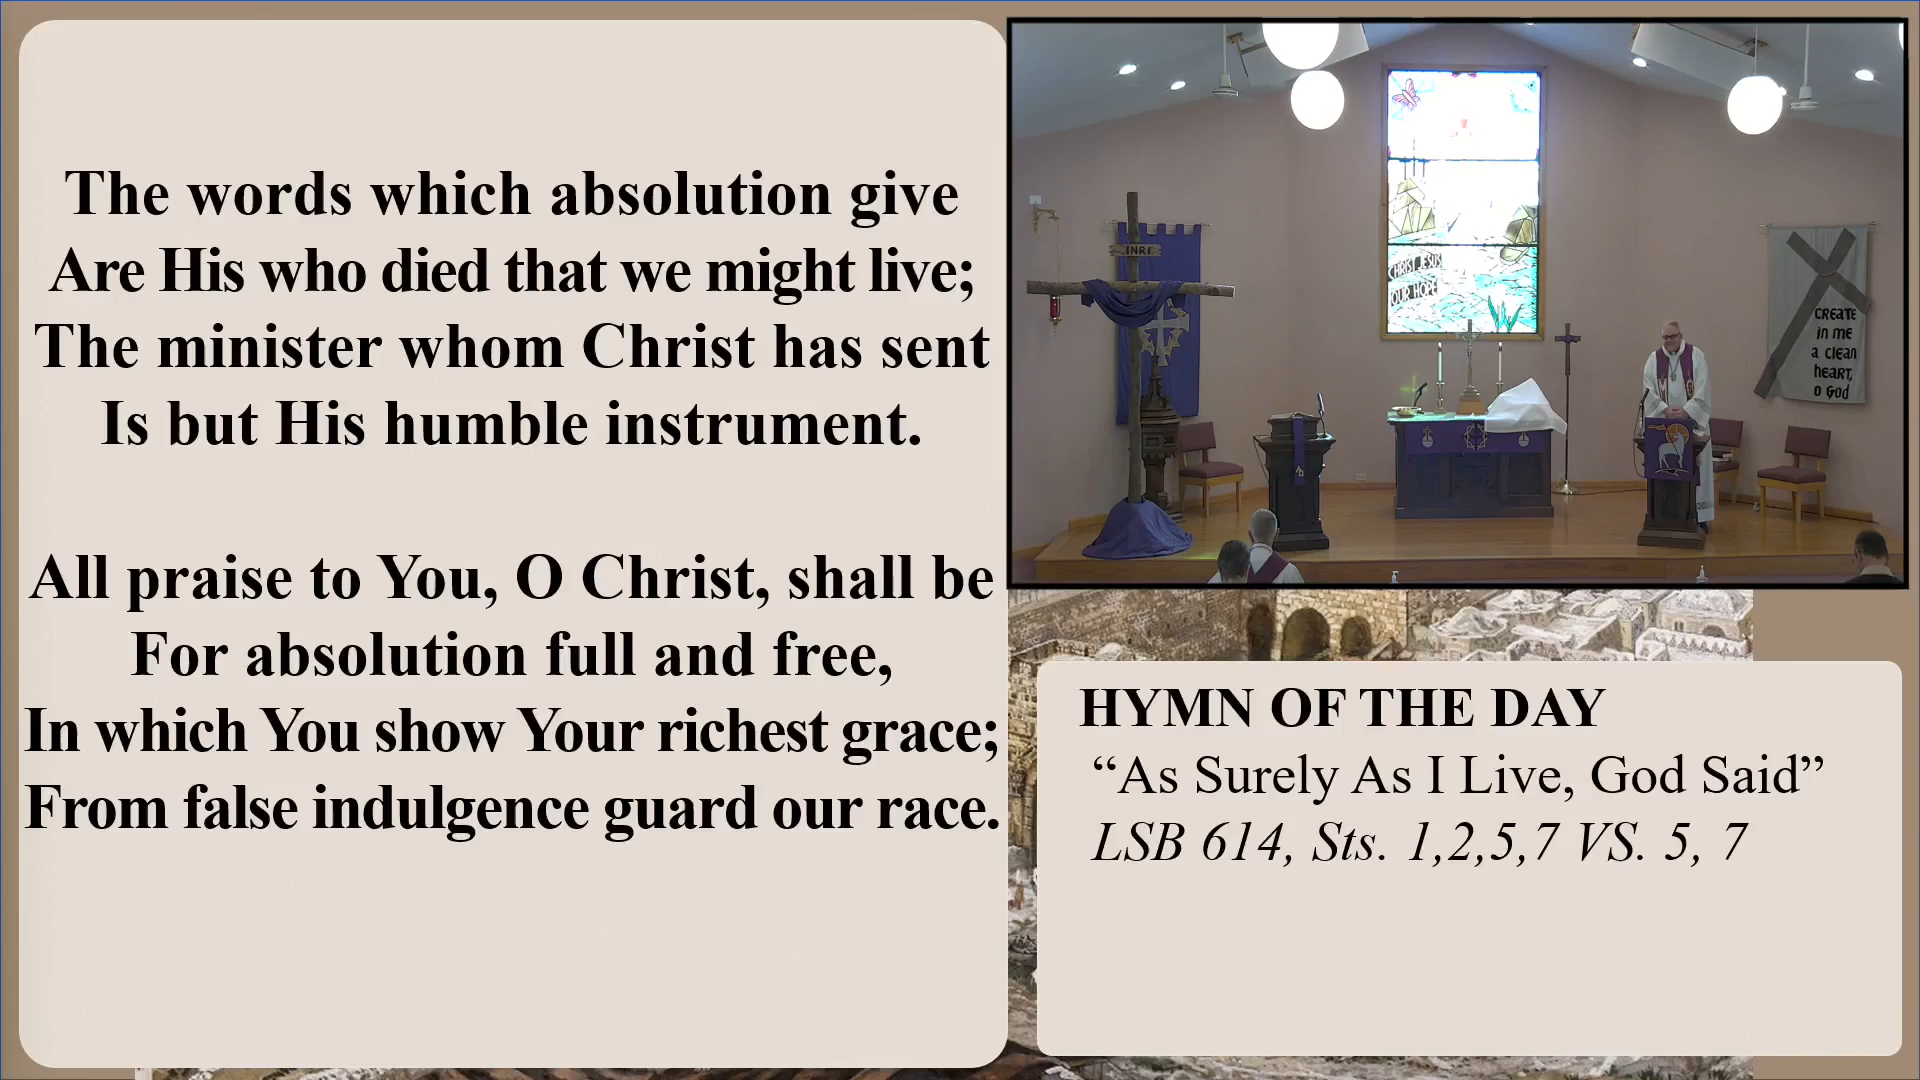 The words which absolution give
Are His who died that we might live;
The minister whom Christ has sent
Is but His humble instrument.
All praise to You, O Christ, shall be
For absolution full and free,
In which You show Your richest grace;
From false indulgence guard our race.
INRI
CHRIST JESUS
OUR HOPE
CREATE
in me
a clean
heart,
o God
HYMN OF THE DAY
“As Surely As I Live, God Said”
LSB 614, Sts. 1,2,5,7 VS. 5, 7